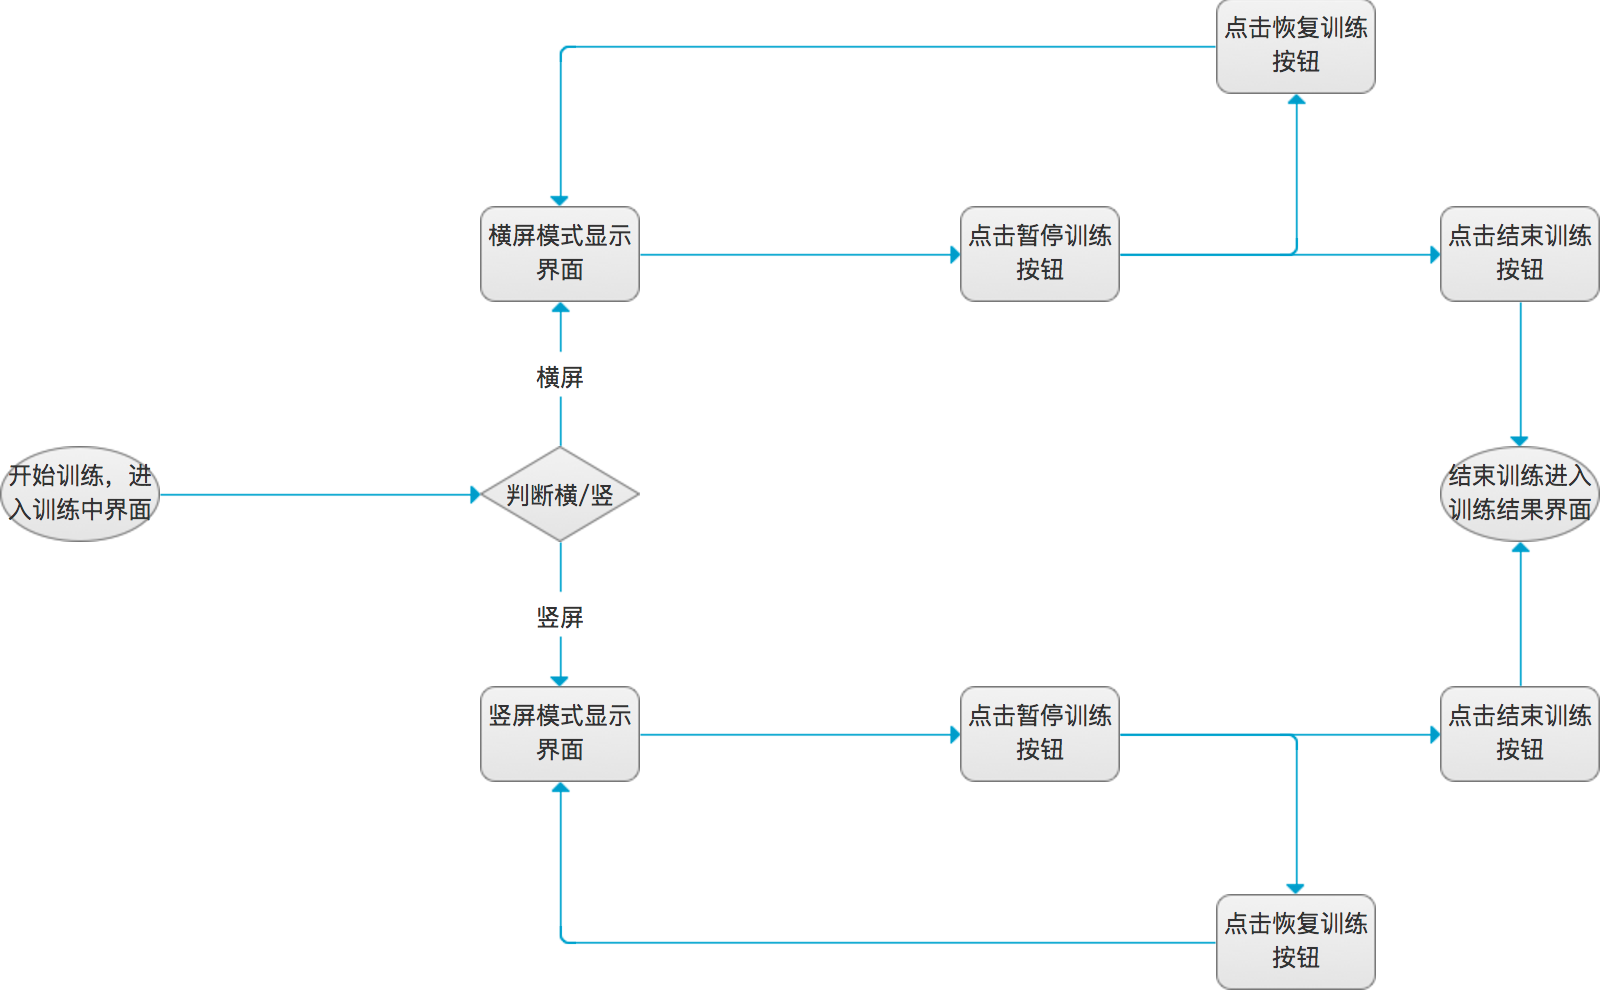 点击恢复训练
按钮
横屏模式显示
界面
点击暂停训练
按钮
点击结束训练
按钮
横屏
开始训练，进
入训练中界面
判断横/竖
结束训练进入
训练结果界面
竖屏
竖屏模式显示
界面
点击暂停训练
按钮
点击结束训练
按钮
点击恢复训练
按钮